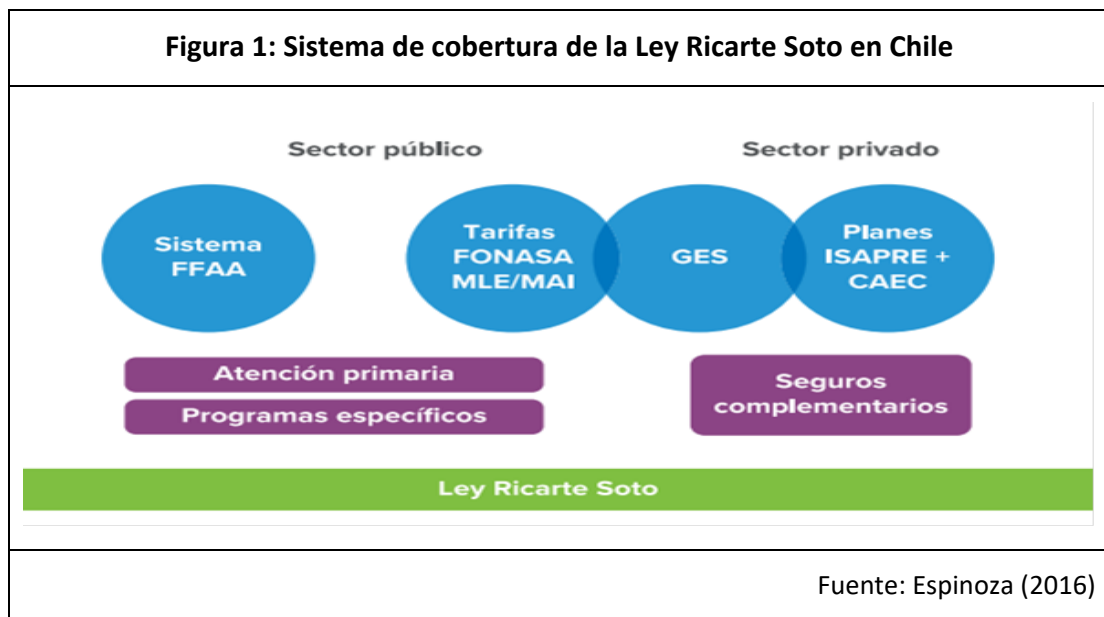 Figura 1: Sistema de cobertura de la Ley Ricarte Soto en Chile
Sector público
Sector privado
Sistema
FFAA
Tarifas
FONASA
MLE/MAI
GES
Planes
ISAPRE +
CAEC
Atención primaria
Programas específicos
Seguros
complementarios
Ley Ricarte Soto
Fuente: Espinoza (2016)